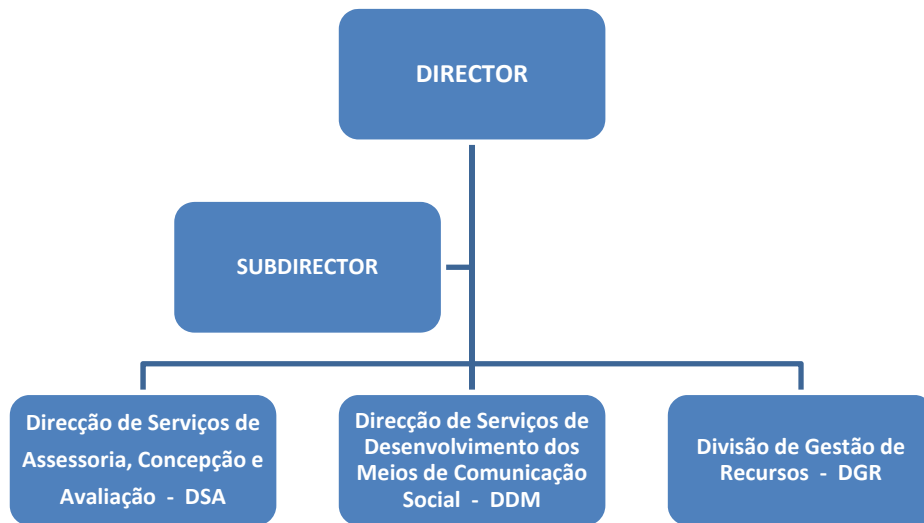 DIRECTOR
SUBDIRECTOR
Direcção de Serviços de
Assessoria, Concepção e
Avaliação - DSA
Direcção de Serviços de
Desenvolvimento dos
Meios de Comunicação
Social - DDM
Divisão de Gestão de
Recursos - DGR